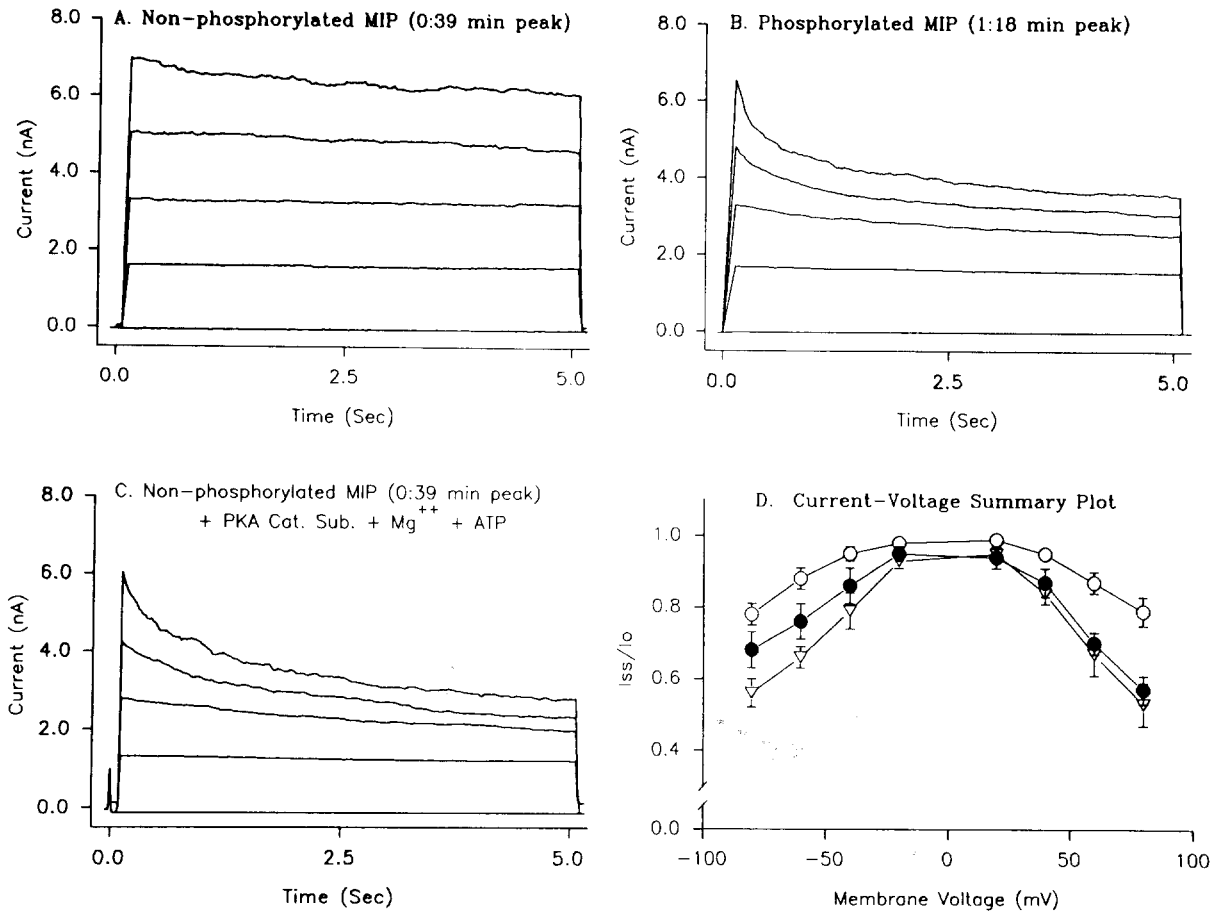 A. Non-phosphorylated MIP (0:39 min peak)
8.0
6.0
4.0
2.0
0.0
Current (nA)
0.0
2.5
5.0
Time (Sec)
B. Phosphorylated MIP (1:18 min peak)
8.0
6.0
4.0
2.0
0.0
Current (nA)
0.0
2.5
5.0
Time (Sec)
C. Non-phosphorylated MIP (0:39 min peak)
+ PKA Cat. Sub. + Mg++ + ATP
8.0
6.0
4.0
2.0
0.0
Current (nA)
0.0
2.5
5.0
Time (Sec)
D. Current-Voltage Summary Plot
1.0
0.8
0.6
0.4
0.0
Iss/Io
-100
-50
0
50
100
Membrane Voltage (mV)